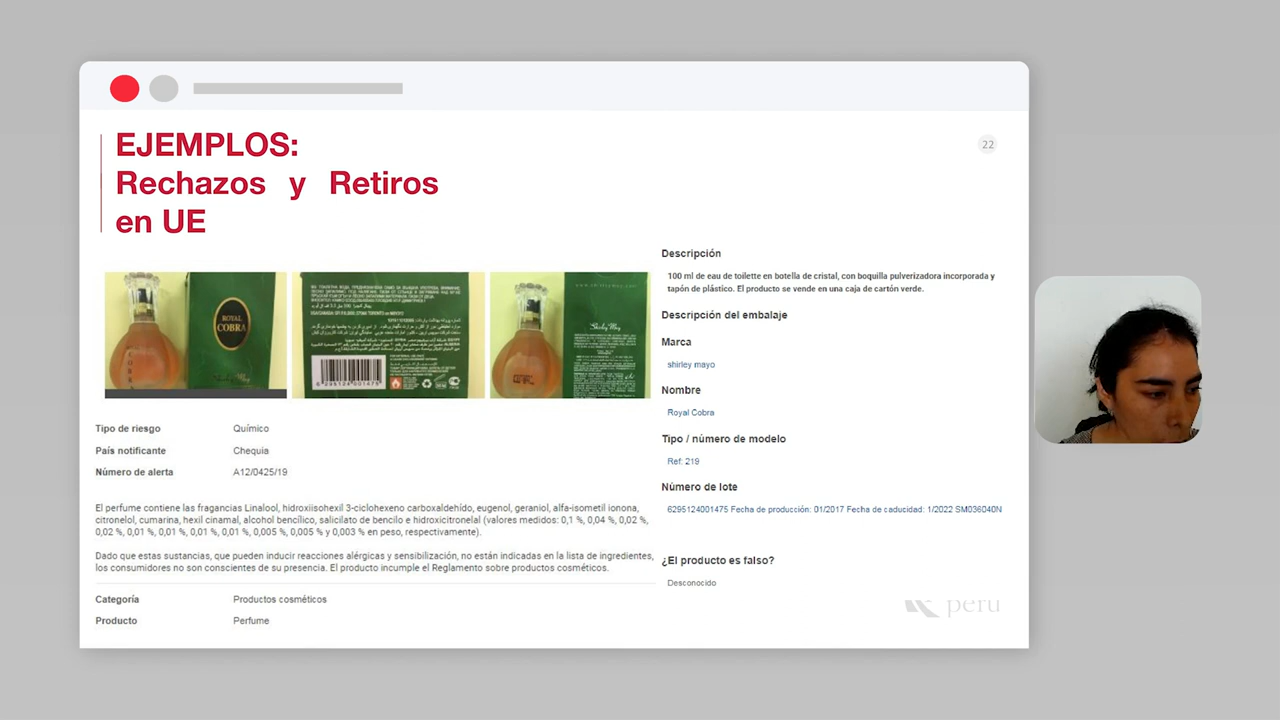 EJEMPLOS:
Rechazos y Retiros
en UE
22
ROYAL
COBRA
Shirley May
Shirley May
Tipo de riesgo Químico
País notificante Chequia
Número de alerta A12/0425/19
El perfume contiene las fragancias Linalool, hidroxiisohexil 3-ciclohexeno carboxaldehído, eugenol, geraniol, alfa-isometil ionona,
citronelol, cumarina, hexil cinamal, alcohol bencílico, salicilato de bencilo e hidroxicitronelal (valores medidos: 0,1 %, 0,04 %, 0,02 %,
0,02 %, 0,01 %, 0,01 %, 0,01 %, 0,01 %, 0,005 %, 0,005 % y 0,003 % en peso, respectivamente).
Dado que estas sustancias, que pueden inducir reacciones alérgicas y sensibilización, no están indicadas en la lista de ingredientes,
los consumidores no son conscientes de su presencia. El producto incumple el Reglamento sobre productos cosméticos.
Categoría Productos cosméticos
Producto Perfume
Descripción
100 ml de eau de toilette en botella de cristal, con boquilla pulverizadora incorporada y
tapón de plástico. El producto se vende en una caja de cartón verde.
Descripción del embalaje
Marca
shirley mayo
Nombre
Royal Cobra
Tipo / número de modelo
Ref: 219
Número de lote
6295124001475 Fecha de producción: 01/2017 Fecha de caducidad: 1/2022 SM036040N
¿El producto es falso?
Desconocido
peru